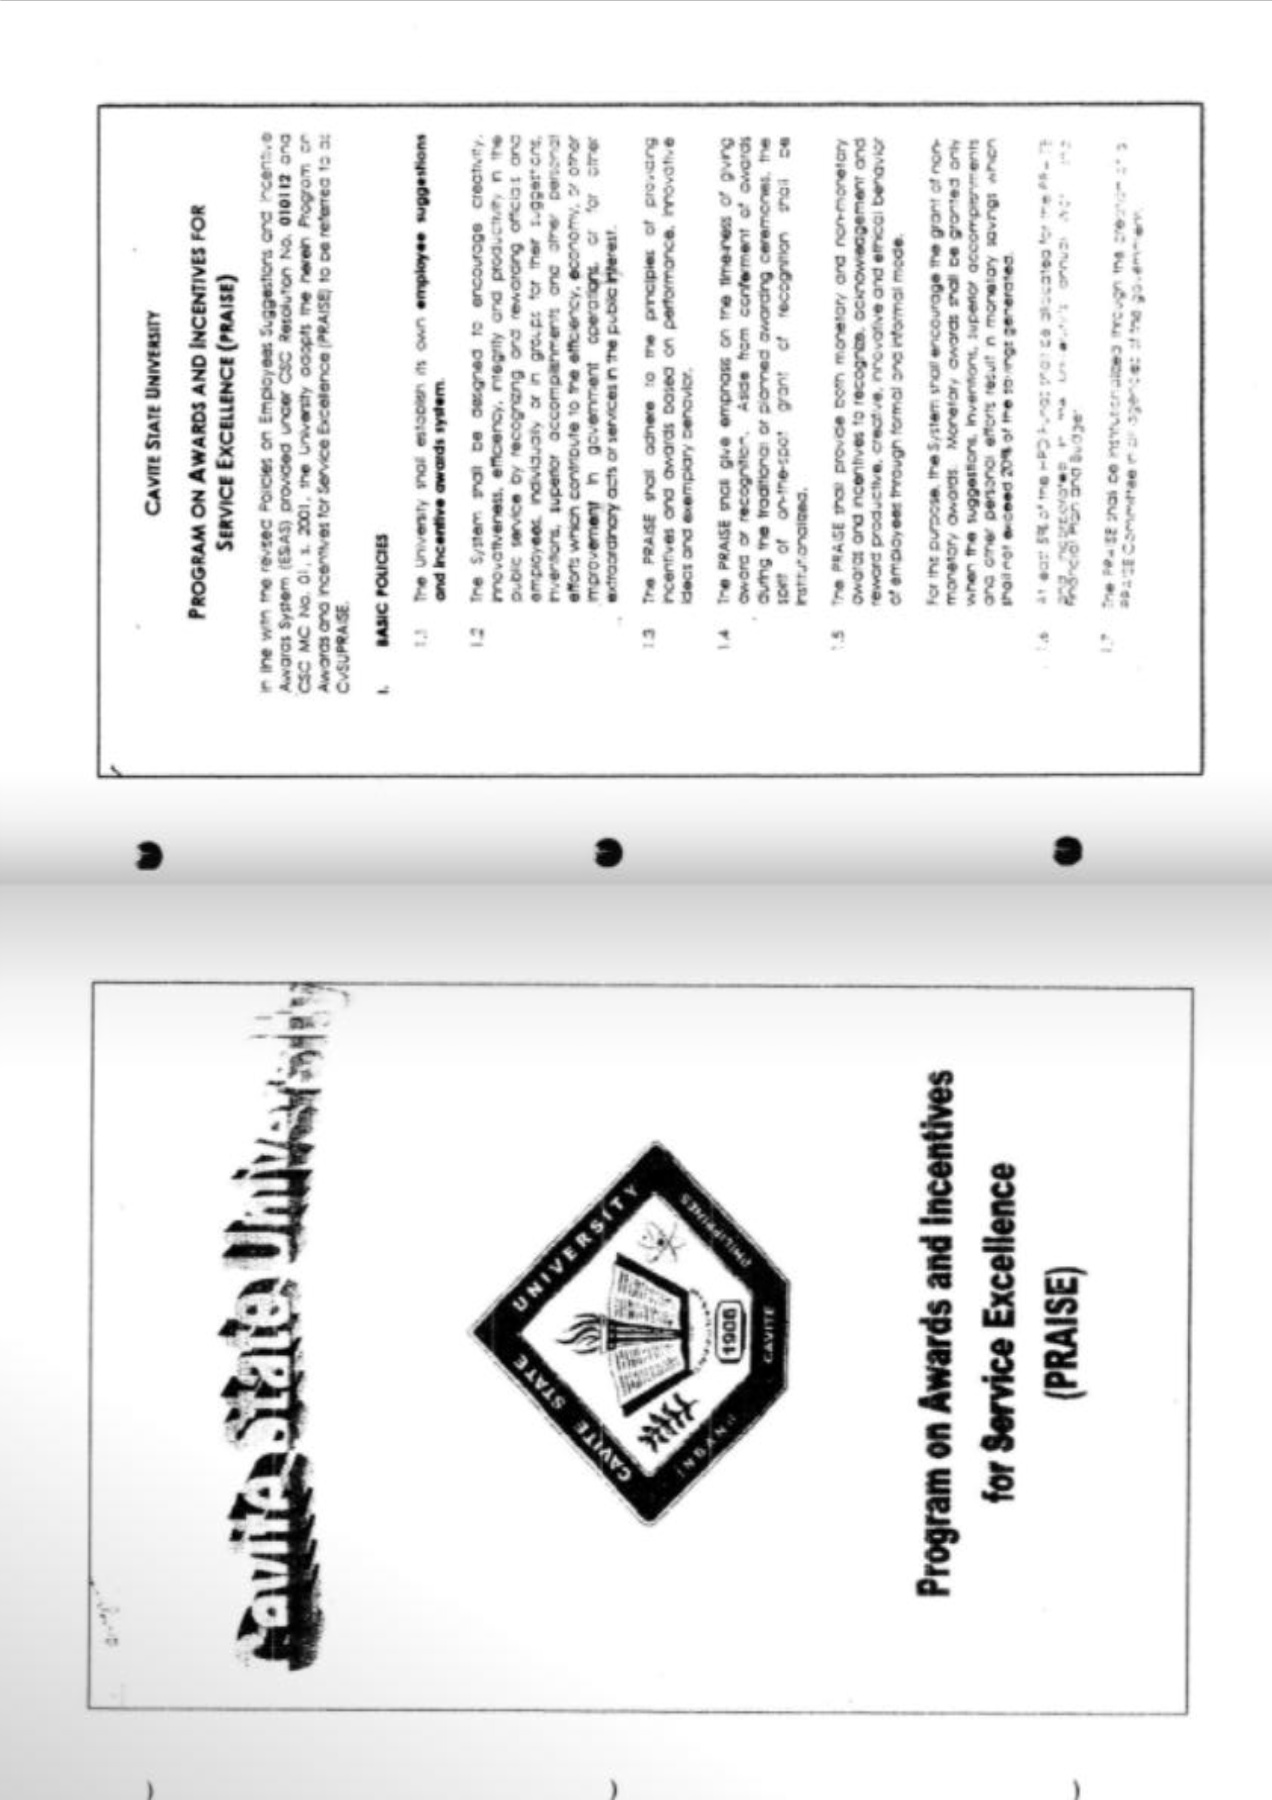 Cavite State University
CAVITE STATE UNIVERSITY
PHILIPPINES
CAVITE
INDANG
1906
Program on Awards and Incentives
for Service Excellence
(PRAISE)
CAVITE STATE UNIVERSITY
PROGRAM ON AWARDS AND INCENTIVES FOR
SERVICE EXCELLENCE (PRAISE)
In line with the revised Policies on Employees Suggestions and Incentive
Awards System (ESIAS) provided under CSC Resolution No. 010112 and
CSC MC No. 01, s. 2001, the University adopts the herein Program on
Awards and Incentives for Service Excellence (PRAISE) to be referred to as
CvSUPRAISE.
I. BASIC POLICIES
1.1 The University shall establish its own employee suggestions
and incentive awards system.
1.2 The System shall be designed to encourage creativity,
innovativeness, efficiency, integrity and productivity in the
public service by recognizing and rewarding officials and
employees, individually or in groups for their suggestions,
inventions, superior accomplishments and other personal
efforts which contribute to the efficiency, economy, or other
improvement in government operations, or for other
extraordinary acts or services in the public interest.
1.3 The PRAISE shall adhere to the principles of providing
incentives and awards based on performance, innovative
ideas and exemplary behavior.
1.4 The PRAISE shall give emphasis on the timeliness of giving
award or recognition. Aside from conferment of awards
during the traditional or planned awarding ceremonies, the
spirit of on-the-spot grant of recognition shall be
institutionalized.
1.5 The PRAISE shall provide both monetary and non-monetary
awards and incentives to recognize, acknowledgement and
reward productive, creative, innovative and ethical behavior
of employees through formal and informal mode.
For this purpose, the System shall encourage the grant of non-
monetary awards. Monetary awards shall be granted only
when the suggestions, inventions, superior accomplishments
and other personal efforts result in monetary savings which
shall not exceed 20% of the savings generated.
1.6 At least 5% of the HRD Funds shall be allocated for the
and incorporated in the University's annual
Financial Plan and Budget
1.7 The PRAISE shall be institutionalized through the creation of a
PRAISE Committee in all agencies of the government.